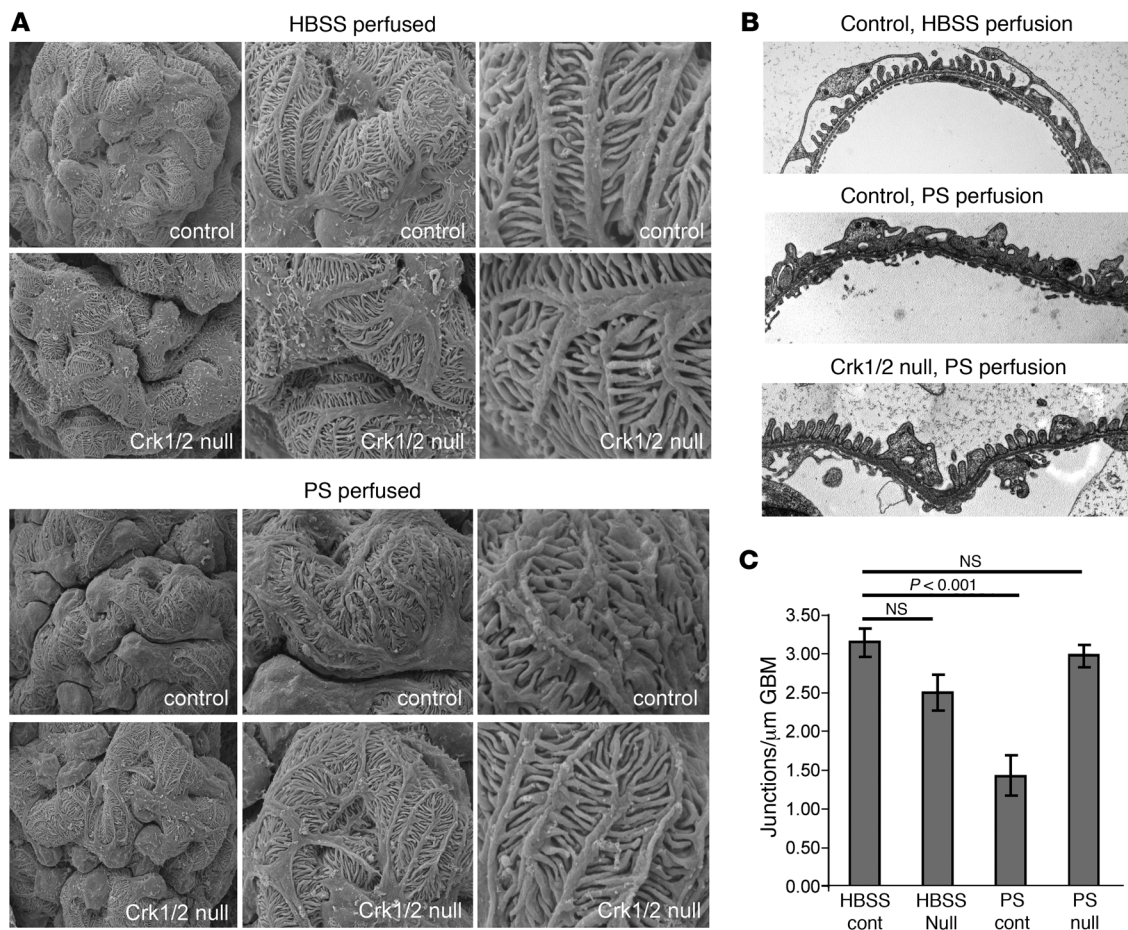 A
HBSS perfused
control
control
control
Crk1/2 null
Crk1/2 null
Crk1/2 null
PS perfused
control
control
control
Crk1/2 null
Crk1/2 null
Crk1/2 null
B
Control, HBSS perfusion
Control, PS perfusion
Crk1/2 null, PS perfusion
C
NS
P < 0.001
NS
Junctions/μm GBM
3.50
3.00
2.50
2.00
1.50
1.00
0.50
0.00
HBSS
cont
HBSS
Null
PS
cont
PS
null